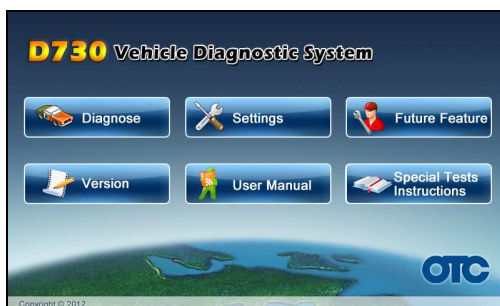 D730 Vehicle Diagnostic System
Diagnose
Settings
Future Feature
Version
User Manual
Special Tests
Instructions
OTC
Copyright © 2012